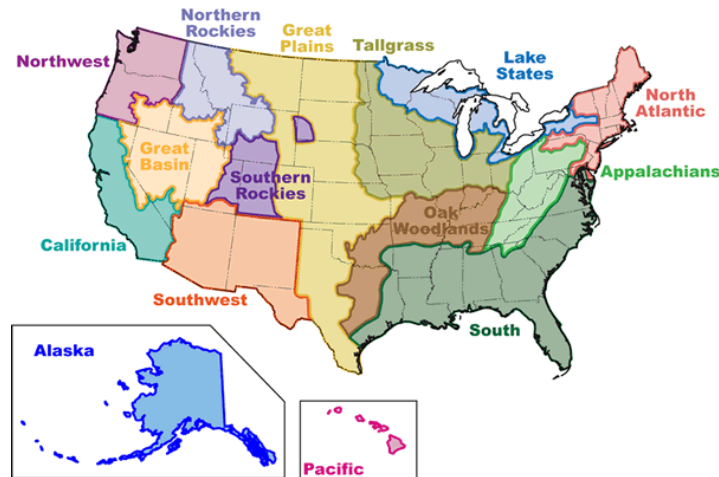 Northern
Rockies
Great
Plains
Tallgrass
Northwest
Lake
States
North
Atlantic
Great
Basin
Southern
Rockies
Appalachians
Oak
Woodlands
California
Southwest
South
Alaska
Pacific